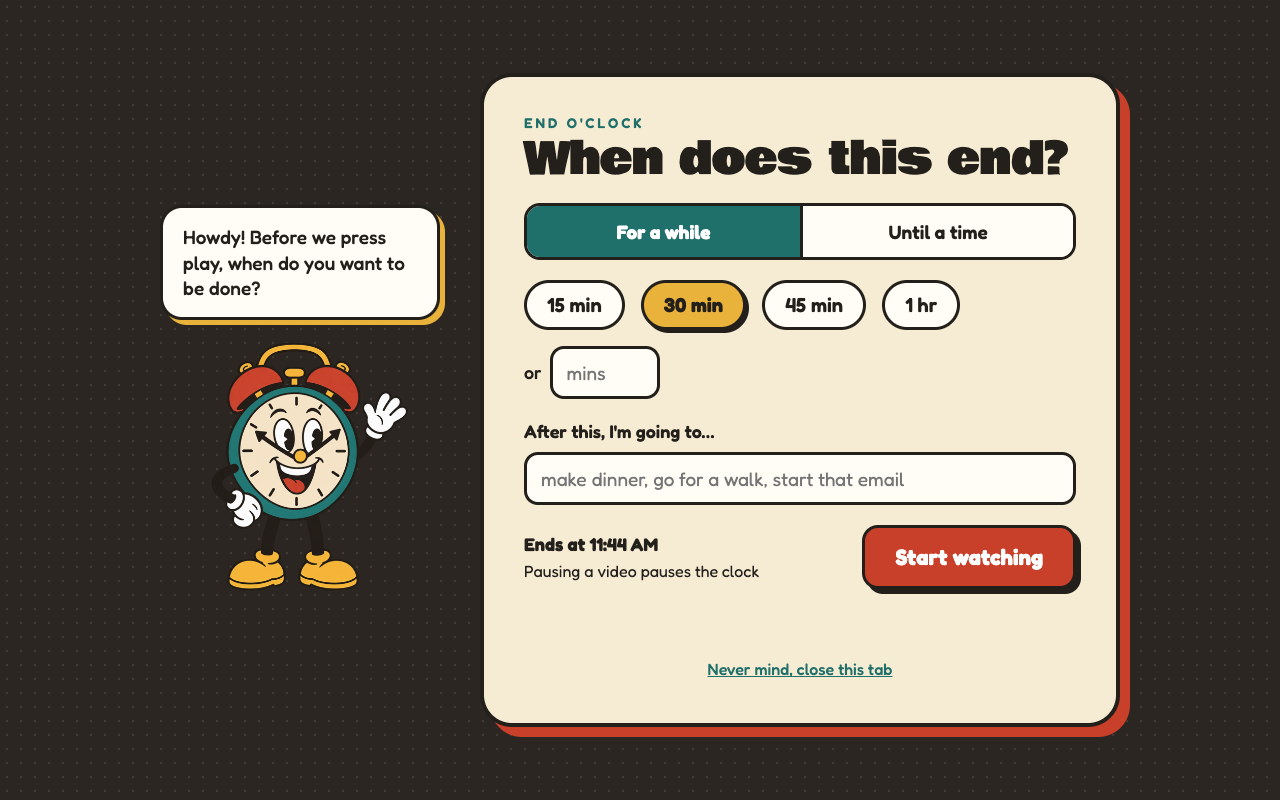 Howdy! Before we press
play, when do you want to
be done?
END O'CLOCK
When does this end?
For a while
Until a time
15 min
30 min
45 min
1 hr
or
mins
After this, I'm going to...
make dinner, go for a walk, start that email
Ends at 11:44 AM
Pausing a video pauses the clock
Start watching
Never mind, close this tab